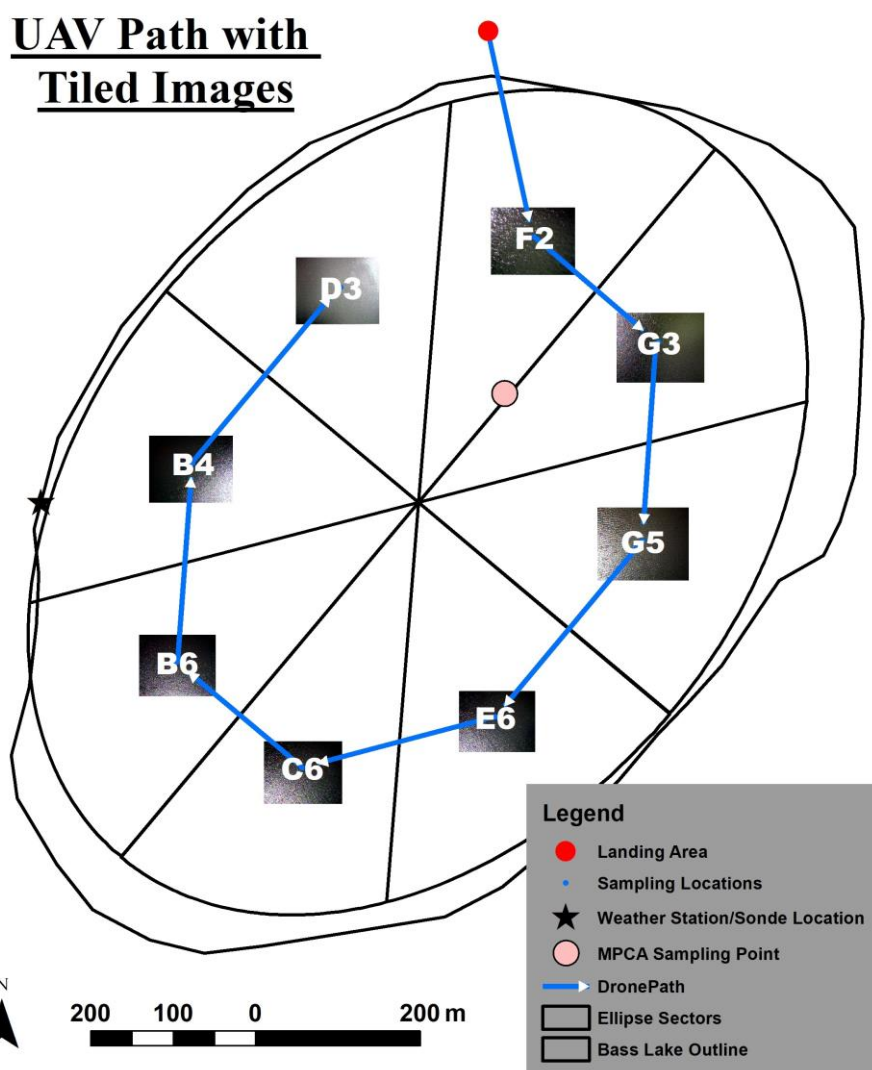 UAV Path with
Tiled Images
F2
D3
G3
B4
G5
B6
E6
C6
Legend
Landing Area
Sampling Locations
Weather Station/Sonde Location
MPCA Sampling Point
DronePath
Ellipse Sectors
Bass Lake Outline
N
200 100 0 200 m